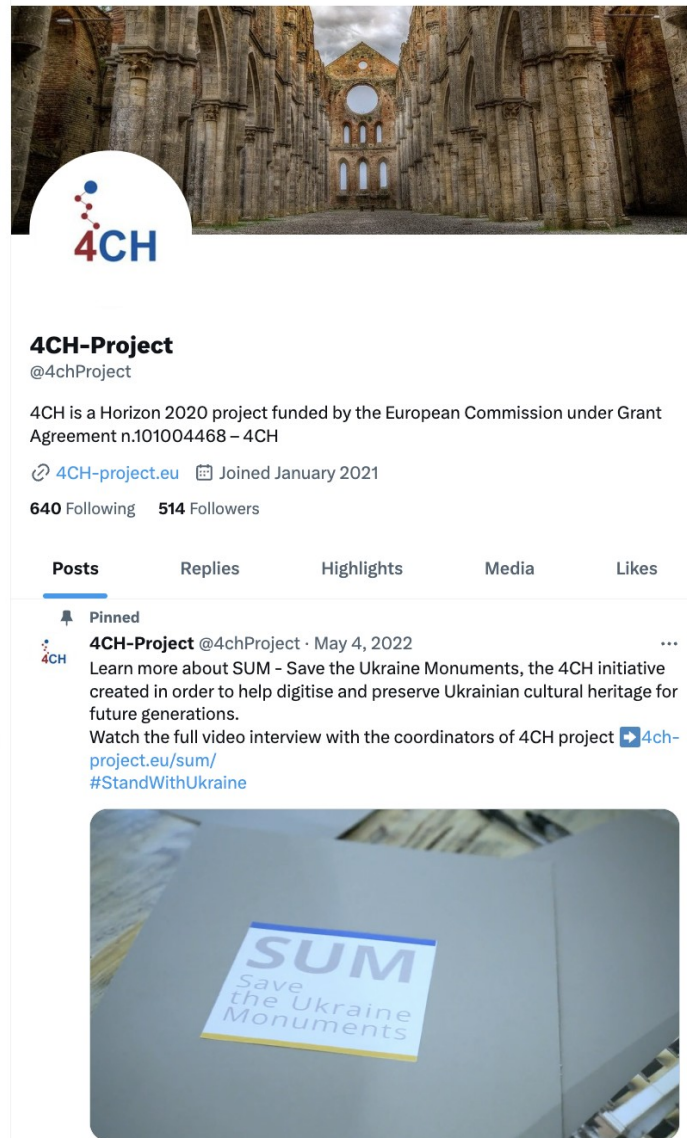 4CH
4CH-Project
@4chProject
4CH is a Horizon 2020 project funded by the European Commission under Grant
Agreement n.101004468 – 4CH
4CH-project.eu Joined January 2021
640 Following 514 Followers
Posts Replies Highlights Media Likes
Pinned
4CH
4CH-Project @4chProject · May 4, 2022
Learn more about SUM - Save the Ukraine Monuments, the 4CH initiative
created in order to help digitise and preserve Ukrainian cultural heritage for
future generations.
Watch the full video interview with the coordinators of 4CH project ➡️4ch-
project.eu/sum/
#StandWithUkraine
SUM
Save
the Ukraine
Monuments